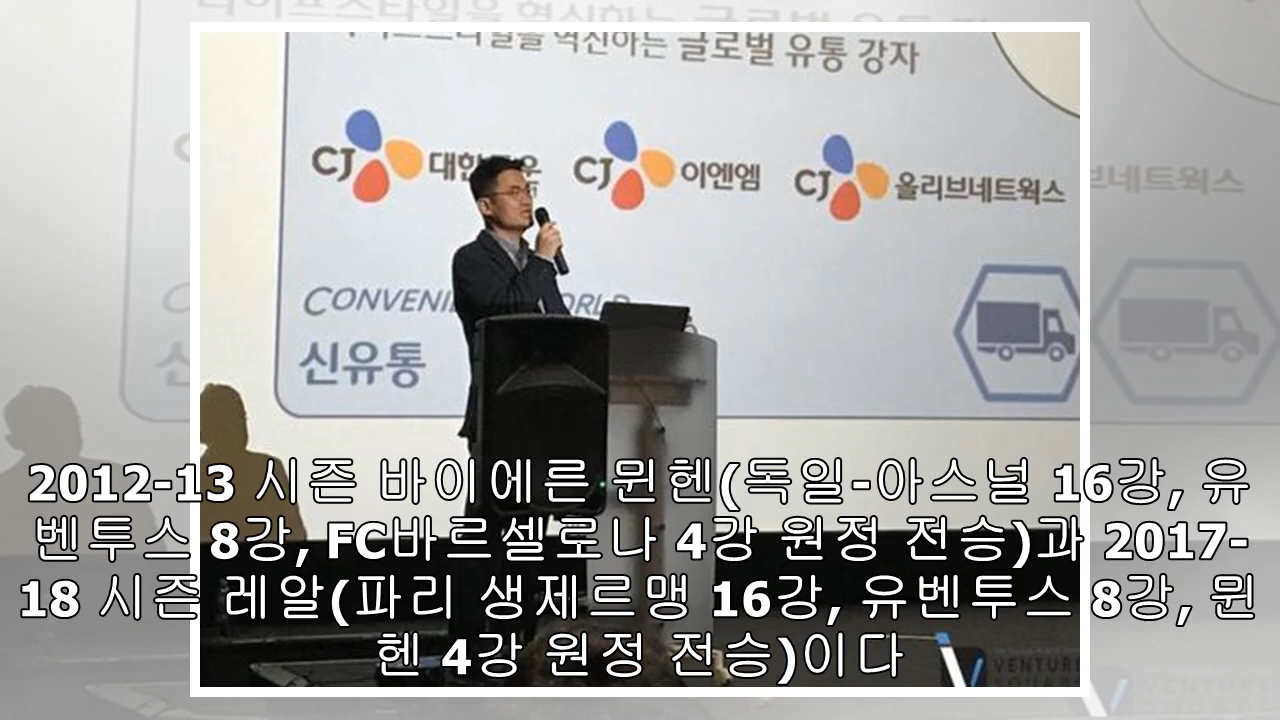 글로벌 유통 강자
CJ
CJ 이엔엠
CJ 올리브네트웍스
신유통
2012-13 시즌 바이에른 뮌헨(독일-아스널 16강, 유
벤투스 8강, FC바르셀로나 4강 원정 전승)과 2017-
18 시즌 레알(파리 생제르맹 16강, 유벤투스 8강, 뮌
헨 4강 원정 전승)이다
VENTURE
SQUARE